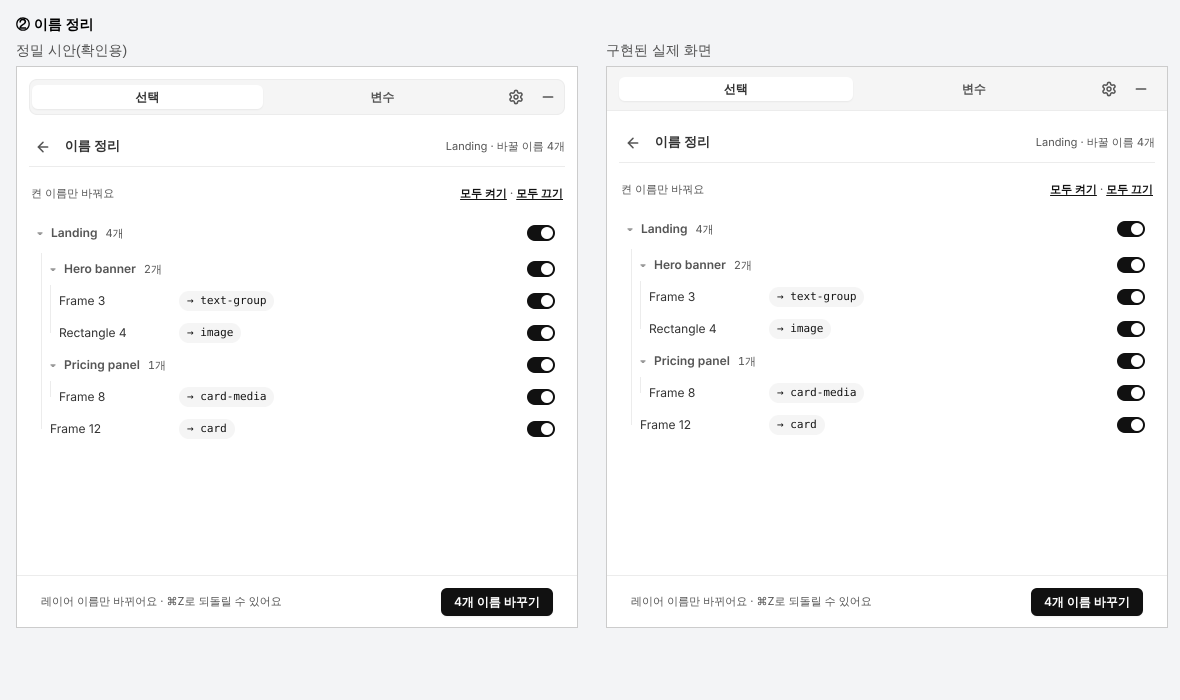 ② 이름 정리
정밀 시안(확인용)
선택 변수
이름 정리 Landing · 바꿀 이름 4개
켠 이름만 바꿔요 모두 켜기 · 모두 끄기
Landing 4개
Hero banner 2개
Frame 3 → text-group
Rectangle 4 → image
Pricing panel 1개
Frame 8 → card-media
Frame 12 → card
레이어 이름만 바뀌어요 · ⌘Z로 되돌릴 수 있어요 4개 이름 바꾸기
구현된 실제 화면
선택 변수
이름 정리 Landing · 바꿀 이름 4개
켠 이름만 바꿔요 모두 켜기 · 모두 끄기
Landing 4개
Hero banner 2개
Frame 3 → text-group
Rectangle 4 → image
Pricing panel 1개
Frame 8 → card-media
Frame 12 → card
레이어 이름만 바뀌어요 · ⌘Z로 되돌릴 수 있어요 4개 이름 바꾸기